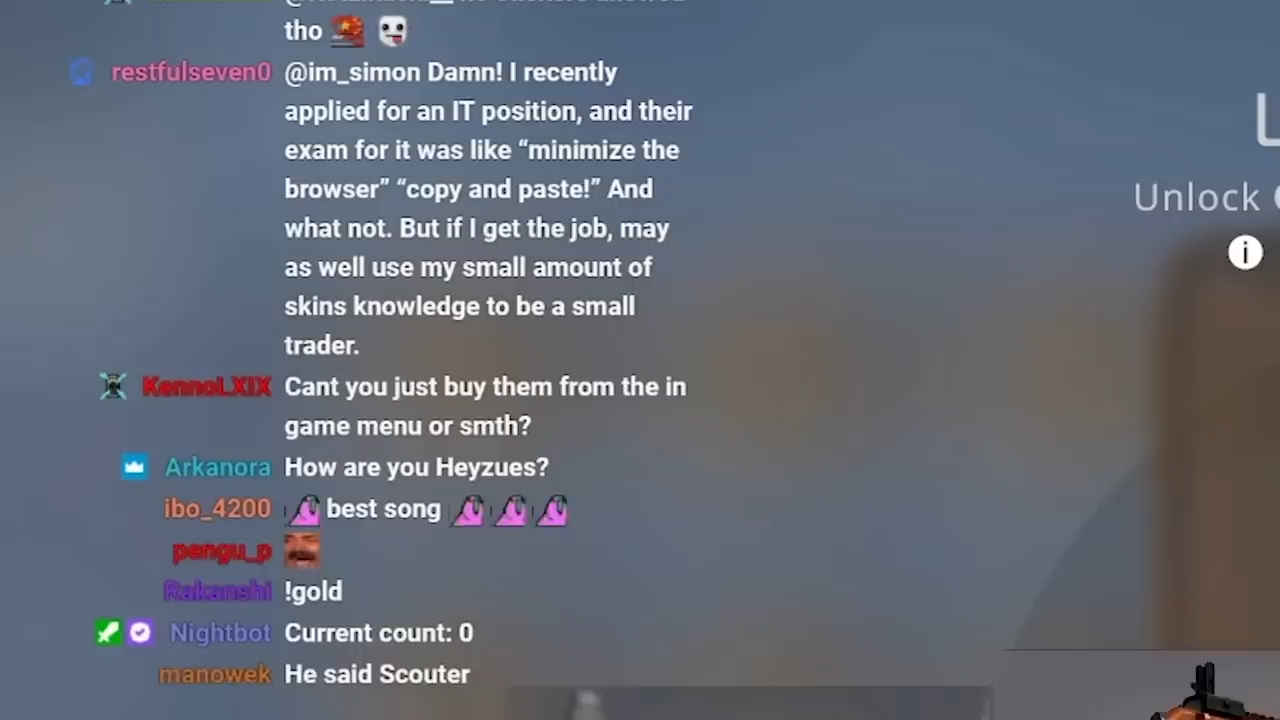 tho
restfulseven0 @im_simon Damn! I recently
applied for an IT position, and their
exam for it was like “minimize the
browser” “copy and paste!” And
what not. But if I get the job, may
as well use my small amount of
skins knowledge to be a small
trader.
KennoLXIX Cant you just buy them from the in
game menu or smth?
Arkanora How are you Heyzues?
ibo_4200 best song
pengu_p
Rakanshi !gold
Nightbot Current count: 0
manowek He said Scouter
Unlock